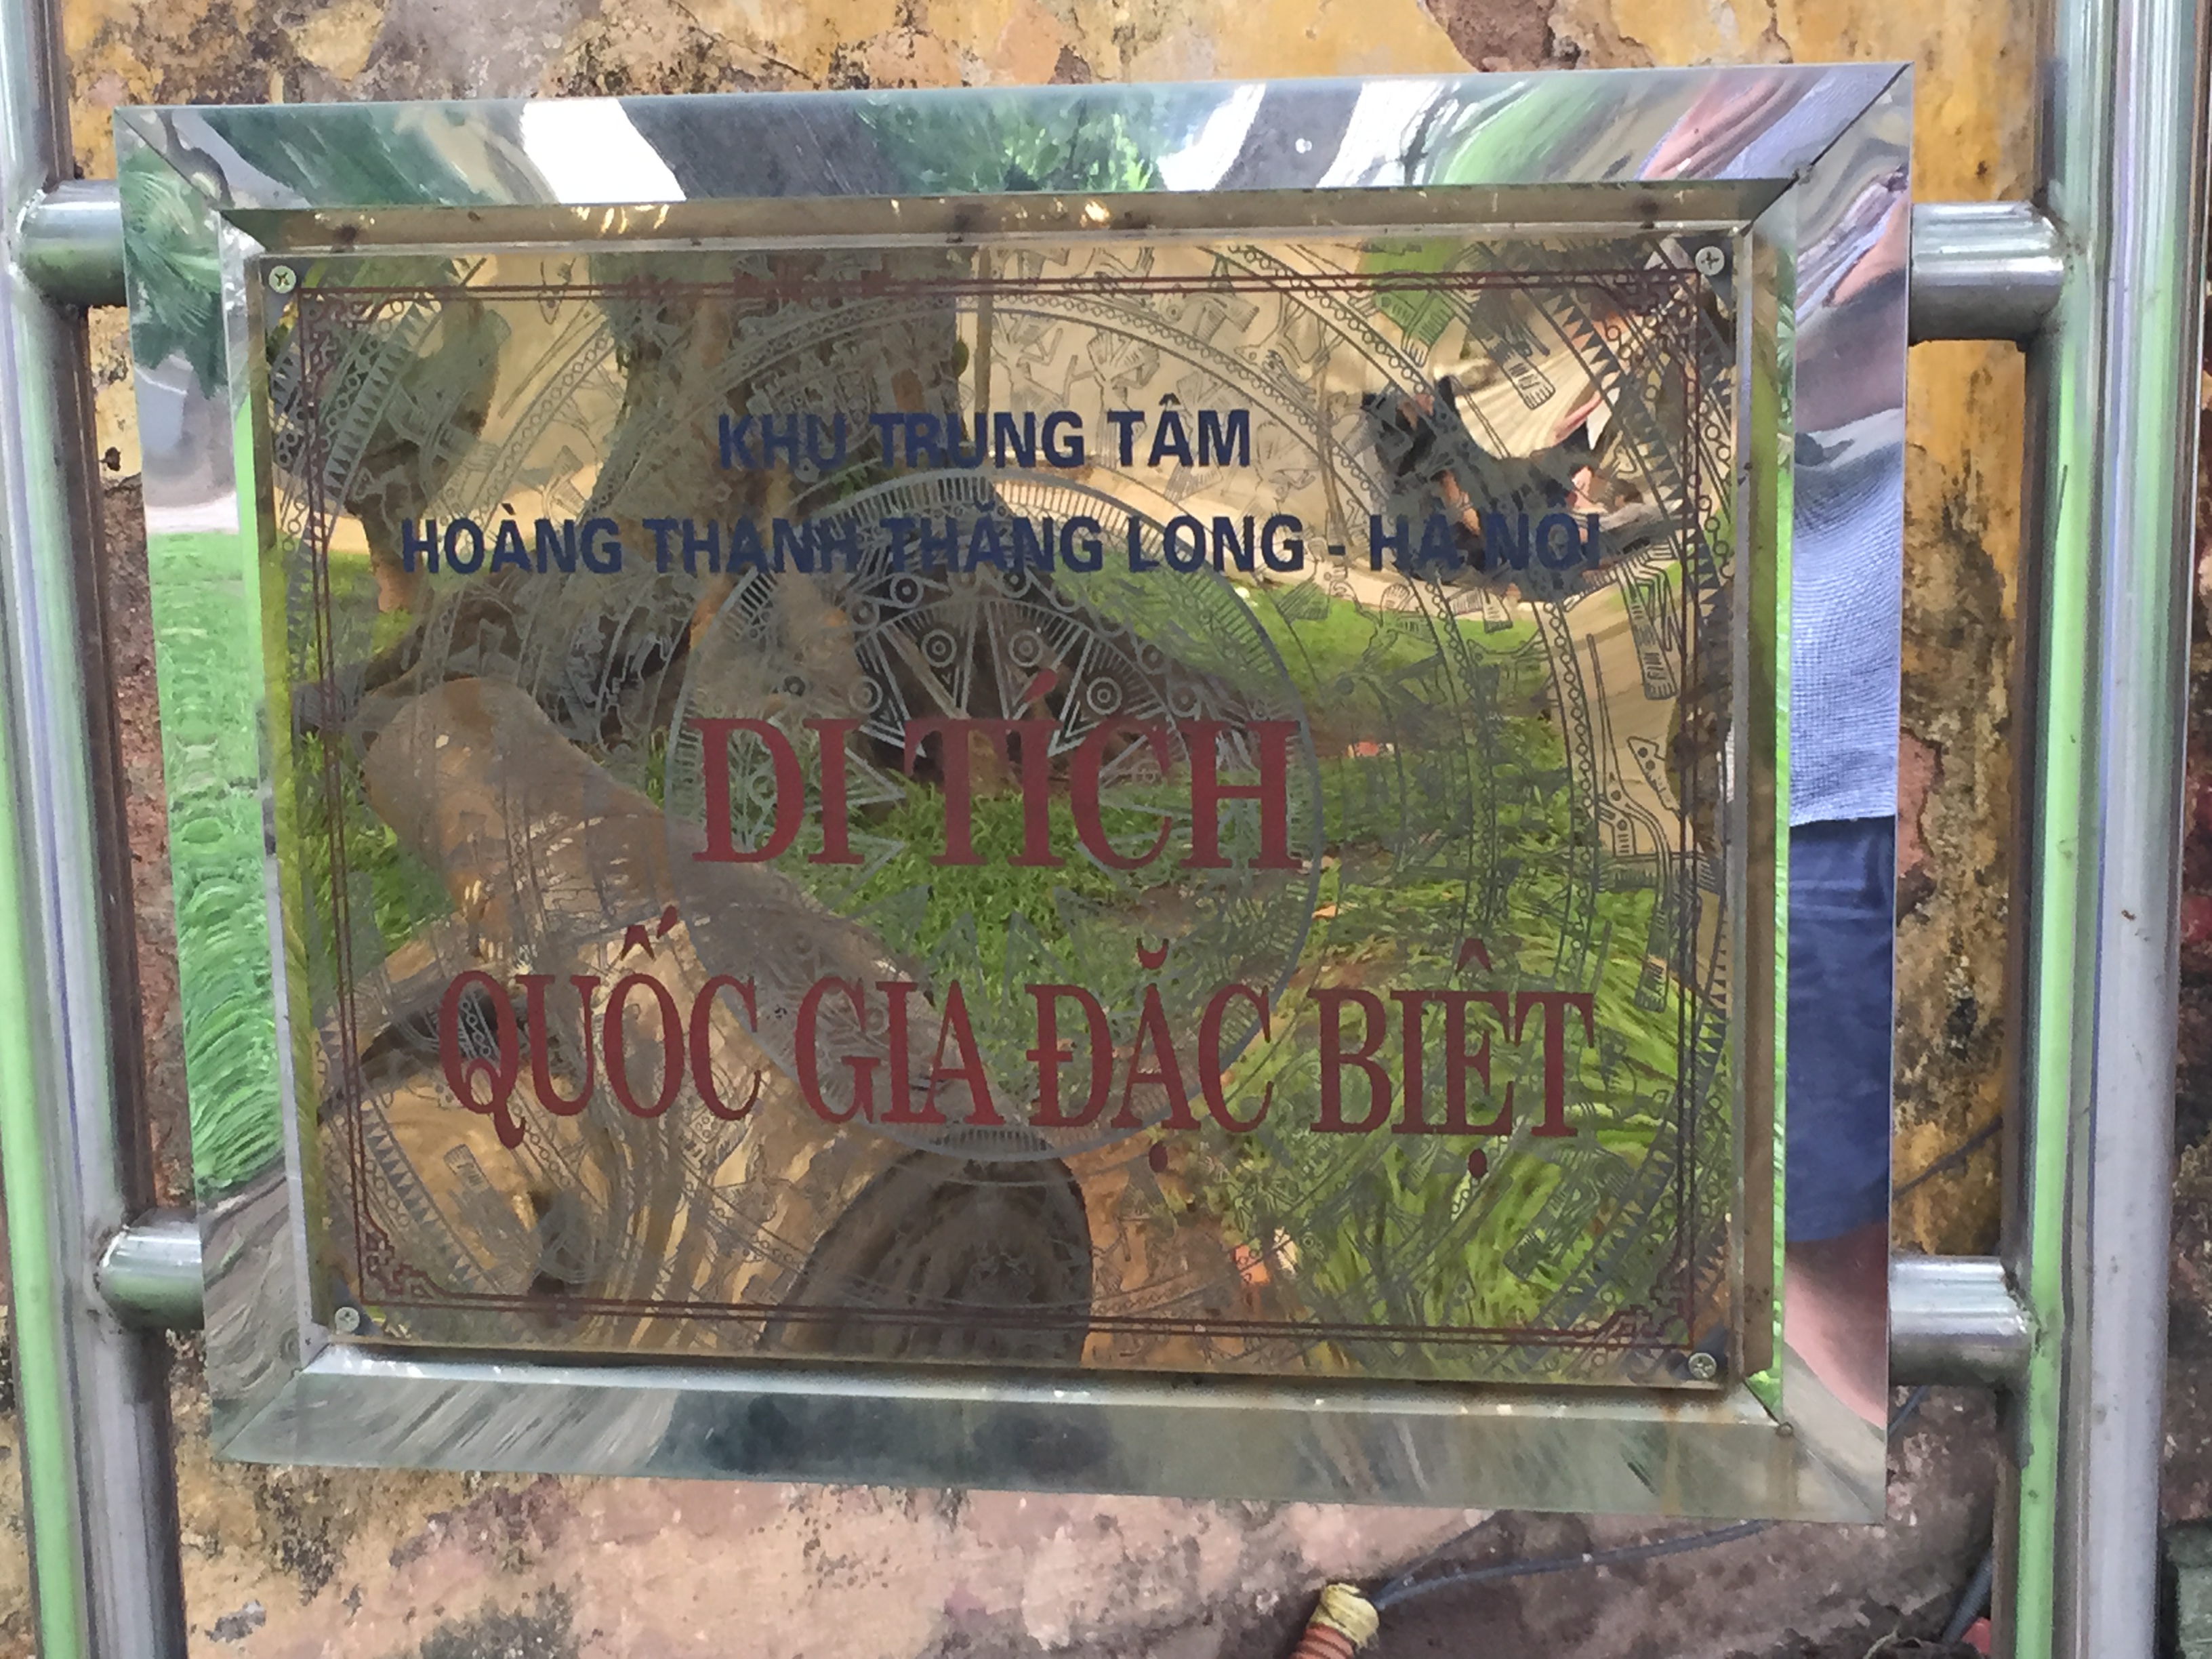 KHU TRUNG TÂM
HOÀNG THÀNH THĂNG LONG - HÀ NỘI
DI TÍCH
QUỐC GIA ĐẶC BIỆT